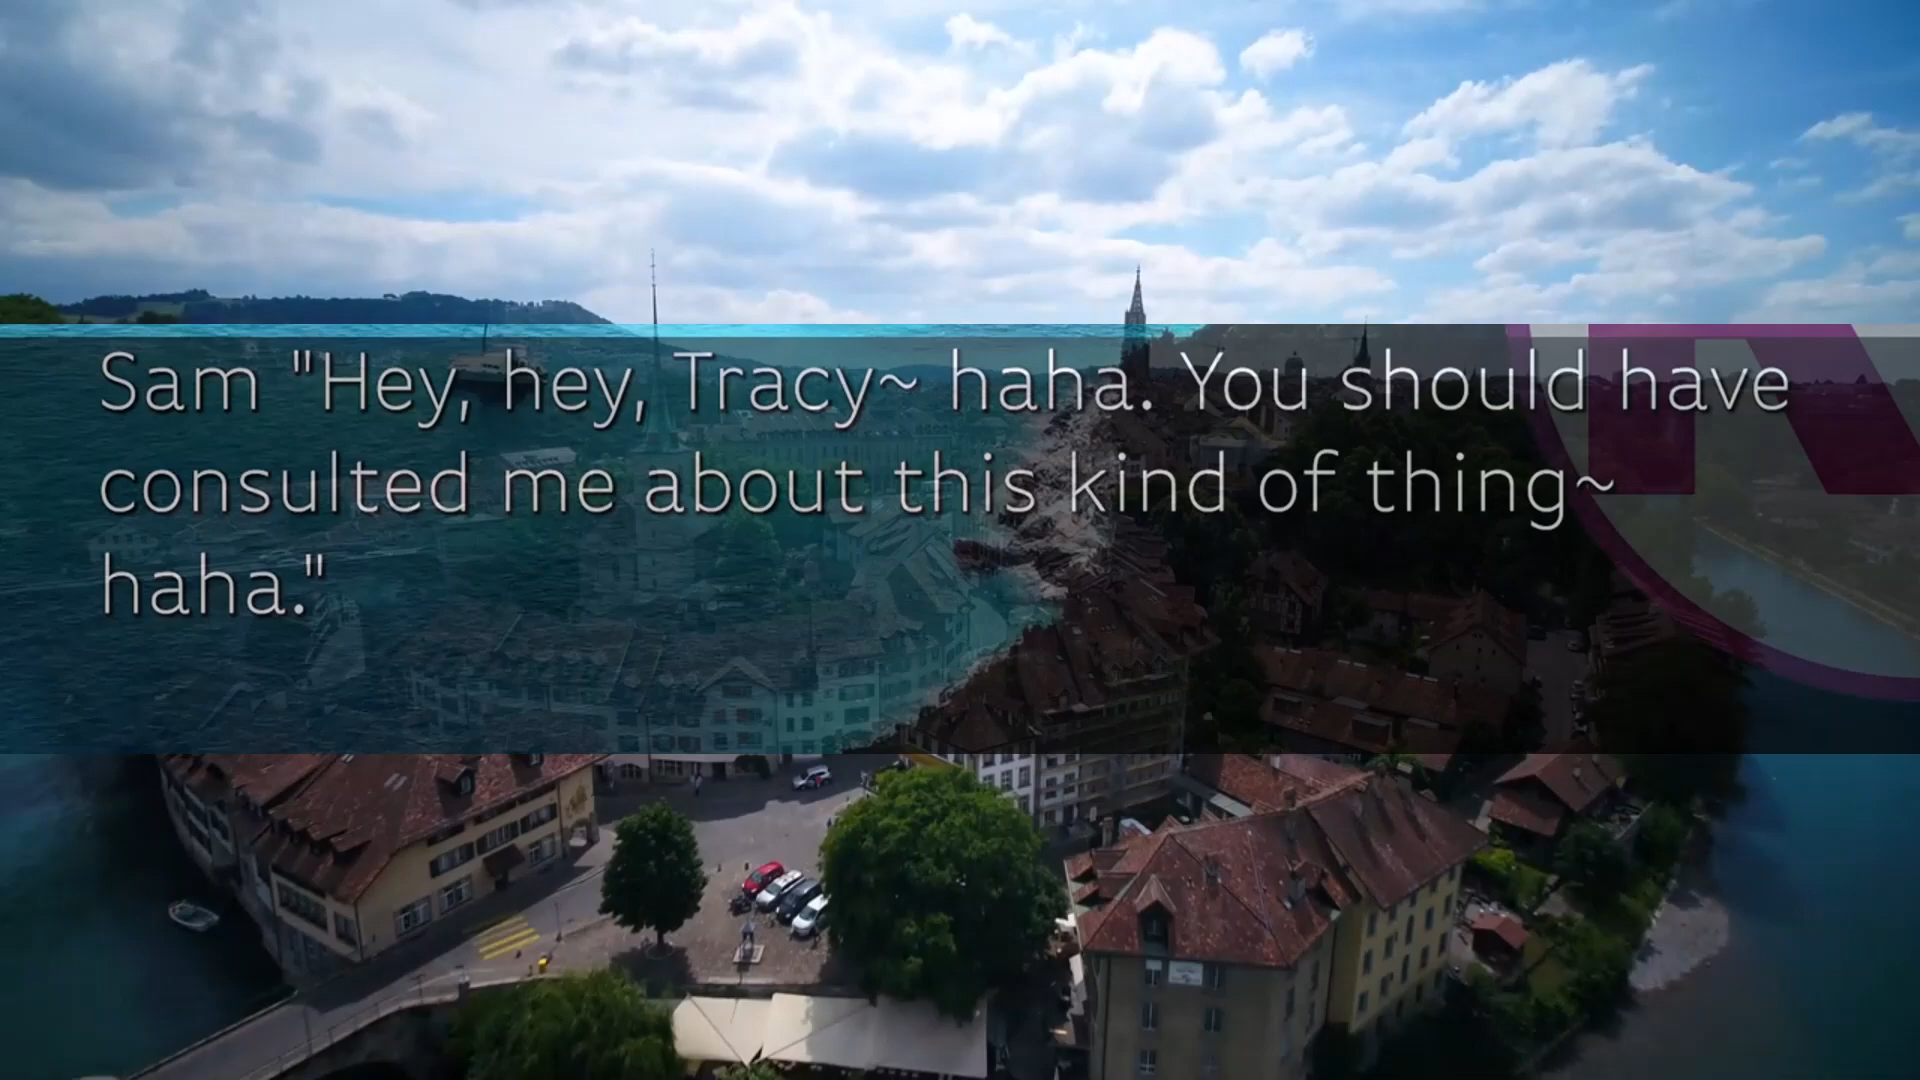 Sam "Hey, hey, Tracy~ haha. You should have
consulted me about this kind of thing~
haha."